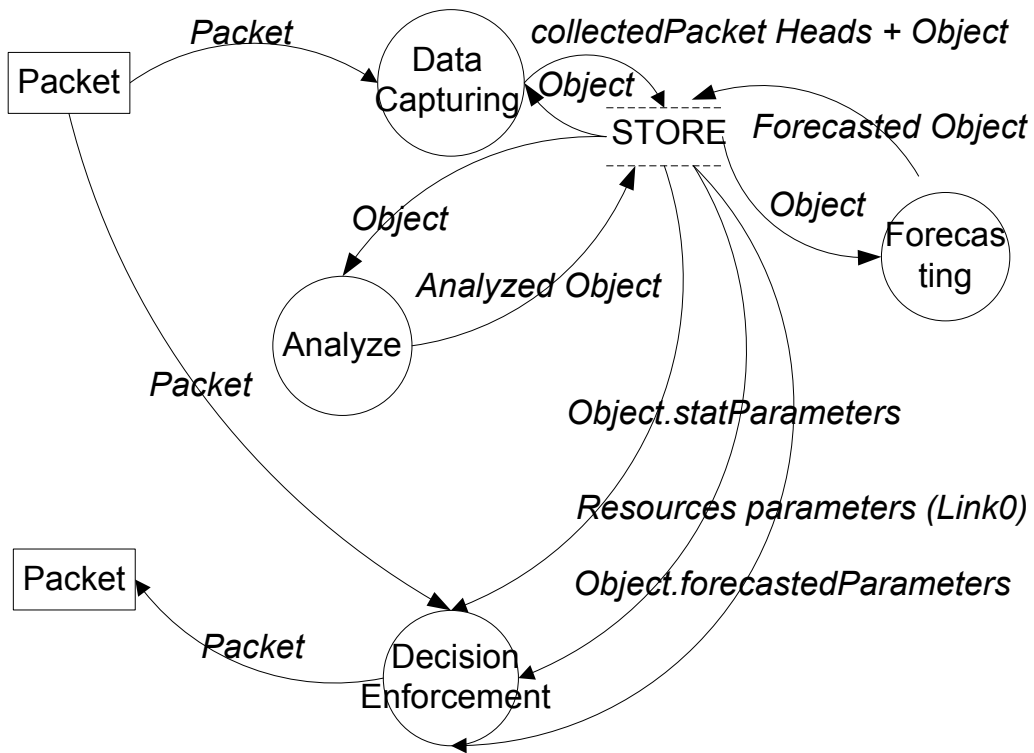 Packet
collectedPacket Heads + Object
Packet
Data
Capturing
Object
STORE
Forecasted Object
Object
Object
Forecas
ting
Analyzed Object
Analyze
Packet
Object.statParameters
Resources parameters (Link0)
Packet
Object.forecastedParameters
Packet
Decision
Enforcement